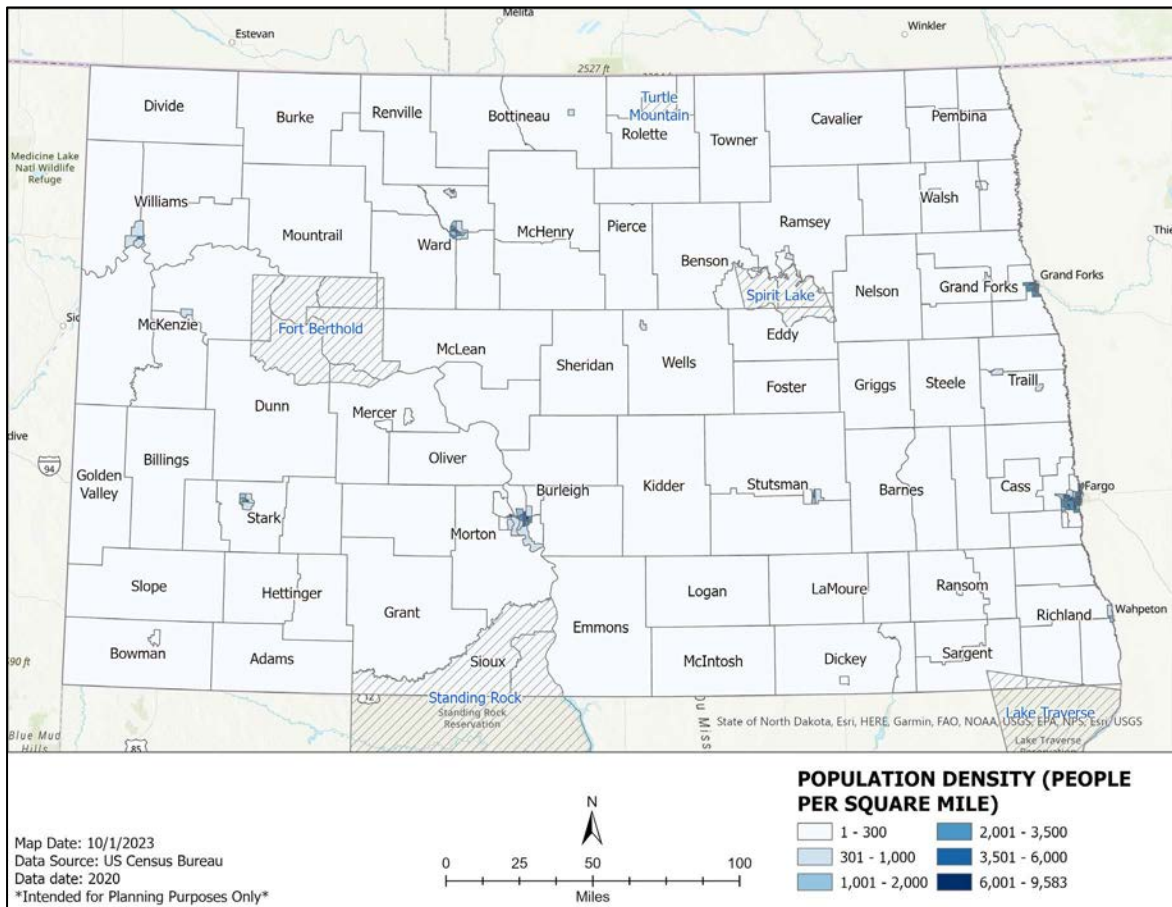 Melita
Estevan
Winkler
2527 ft
Divide
Burke
Renville
Bottineau
Turtle
Mountain
Rolette
Towner
Cavalier
Pembina
Medicine Lake
Natl Wildlife
Refuge
Williams
Mountrail
Ward
McHenry
Pierce
Benson
Ramsey
Walsh
Thie
Grand Forks
Grand Forks
Nelson
Spirit Lake
Fort Berthold
McKenzie
McLean
Sheridan
Wells
Eddy
Foster
Griggs
Steele
Traill
Dunn
Mercer
Oliver
Billings
Golden
Valley
94
dive
Stark
Morton
Burleigh
Kidder
Stutsman
Barnes
Cass
Fargo
Slope
Hettinger
Grant
Emmons
Logan
LaMoure
Ransom
Richland
Wahpeton
Bowman
Adams
Sioux
McIntosh
Dickey
Sargent
Standing Rock
Standing Rock
Reservation
12
85
Blue Mud
Hills
Du Miss
Lake Traverse
State of North Dakota, Esri, HERE, Garmin, FAO, NOAA, USGS, EPA, NPS, Esri, USGS
Lake Traverse
POPULATION DENSITY (PEOPLE
PER SQUARE MILE)
1 - 300
2,001 - 3,500
301 - 1,000
3,501 - 6,000
1,001 - 2,000
6,001 - 9,583
N
0 25 50 100
Miles
Map Date: 10/1/2023
Data Source: US Census Bureau
Data date: 2020
*Intended for Planning Purposes Only*